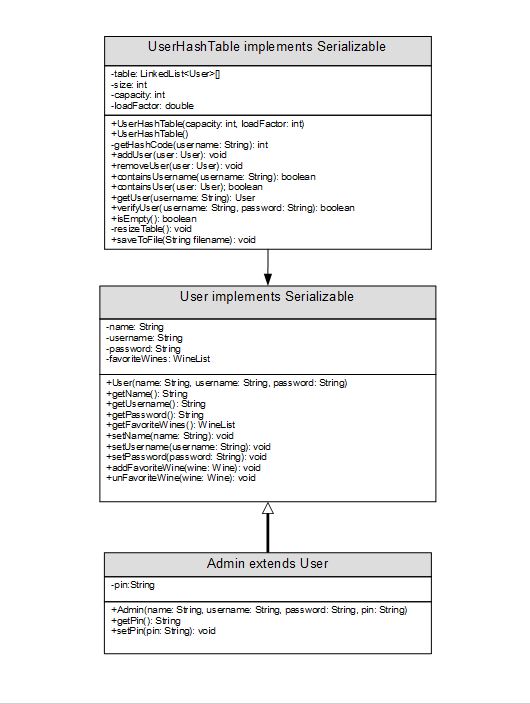 UserHashTable implements Serializable
-table: LinkedList<User>[]
-size: int
-capacity: int
-loadFactor: double
+UserHashTable(capacity: int, loadFactor: int)
+UserHashTable()
-getHashCode(username: String): int
+addUser(user: User): void
+removeUser(user: User): void
+containsUsername(username: String): boolean
+containsUser(user: User); boolean
+getUser(username: String): User
+verifyUser(username: String, password: String): boolean
+isEmpty(): boolean
-resizeTable(): void
+saveToFile(String filename): void
User implements Serializable
-name: String
-username: String
-password: String
-favoriteWines: WineList
+User(name: String, username: String, password: String)
+getName(): String
+getUsername(): String
+getPassword(): String
+getFavoriteWines(): WineList
+setName(name: String): void
+setUsername(username: String): void
+setPassword(password: String): void
+addFavoriteWine(wine: Wine): void
+unFavoriteWine(wine: Wine): void
Admin extends User
-pin:String
+Admin(name: String, username: String, password: String, pin: String)
+getPin(): String
+setPin(pin: String): void